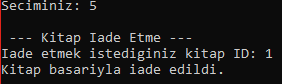 Seciminiz: 5
--- Kitap Iade Etme ---
Iade etmek istediginiz kitap ID: 1
Kitap basariyla iade edildi.